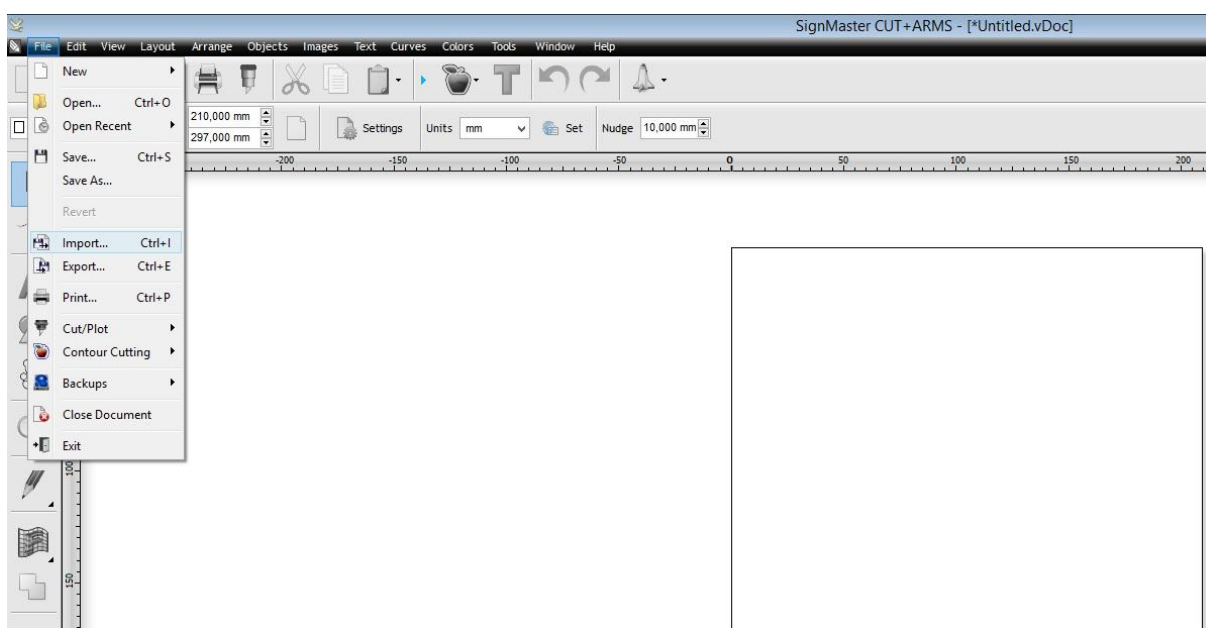 SignMaster CUT+ARMS - [*Untitled.vDoc]
File Edit View Layout Arrange Objects Images Text Curves Colors Tools Window Help
New
Open... Ctrl+O
Open Recent
Save... Ctrl+S
Save As...
Revert
Import... Ctrl+I
Export... Ctrl+E
Print... Ctrl+P
Cut/Plot
Contour Cutting
Backups
Close Document
Exit
210,000 mm
297,000 mm
Settings Units mm Set Nudge 10,000 mm
-200 -150 -100 -50 0 50 100 150 200
100
150